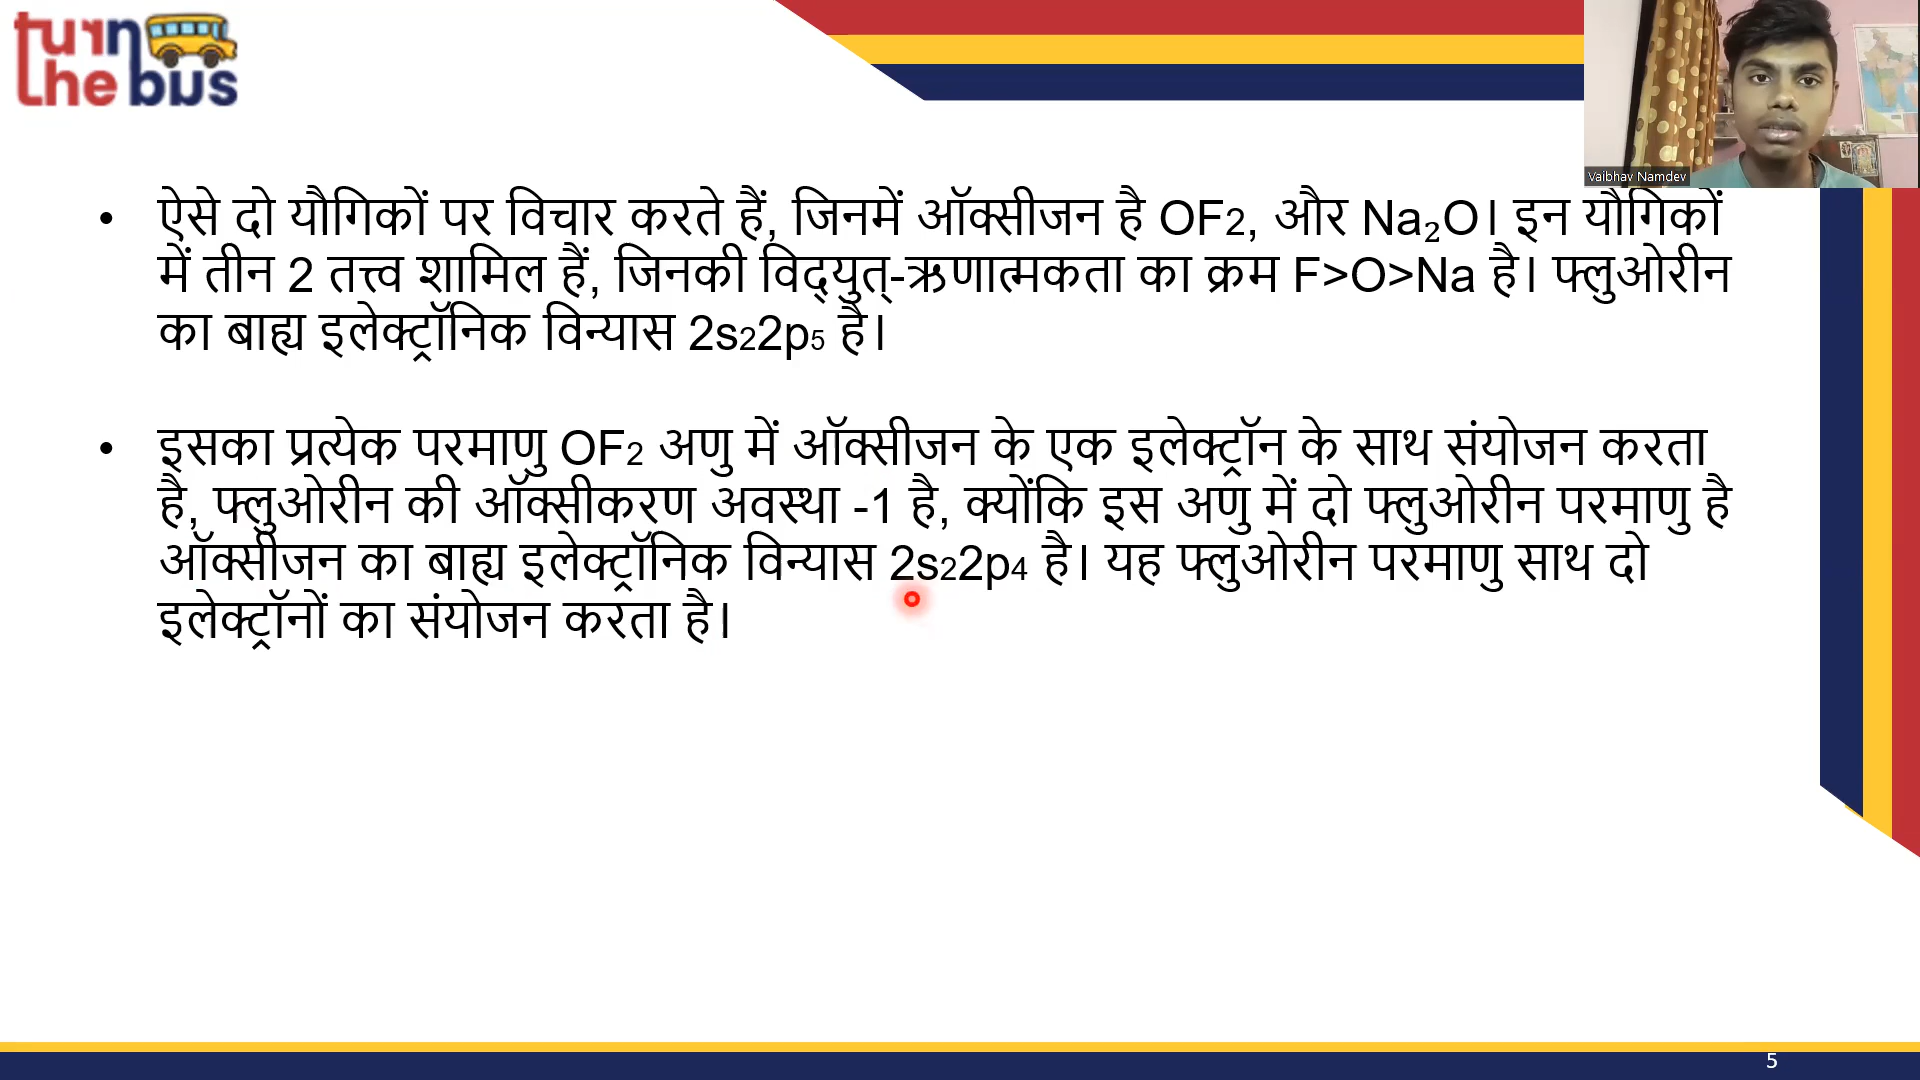 turn
the bus
Vaibhav Namdev
• ऐसे दो यौगिकों पर विचार करते हैं, जिनमें ऑक्सीजन है OF2, और Na₂O। इन यौगिकों
में तीन 2 तत्त्व शामिल हैं, जिनकी विद्युत्-ऋणात्मकता का क्रम F>O>Na है। फ्लुओरीन
का बाह्य इलेक्ट्रॉनिक विन्यास 2s22p5 है।
• इसका प्रत्येक परमाणु OF2 अणु में ऑक्सीजन के एक इलेक्ट्रॉन के साथ संयोजन करता
है, फ्लुओरीन की ऑक्सीकरण अवस्था -1 है, क्योंकि इस अणु में दो फ्लुओरीन परमाणु है
ऑक्सीजन का बाह्य इलेक्ट्रॉनिक विन्यास 2s22p4 है। यह फ्लुओरीन परमाणु साथ दो
इलेक्ट्रॉनों का संयोजन करता है।
5